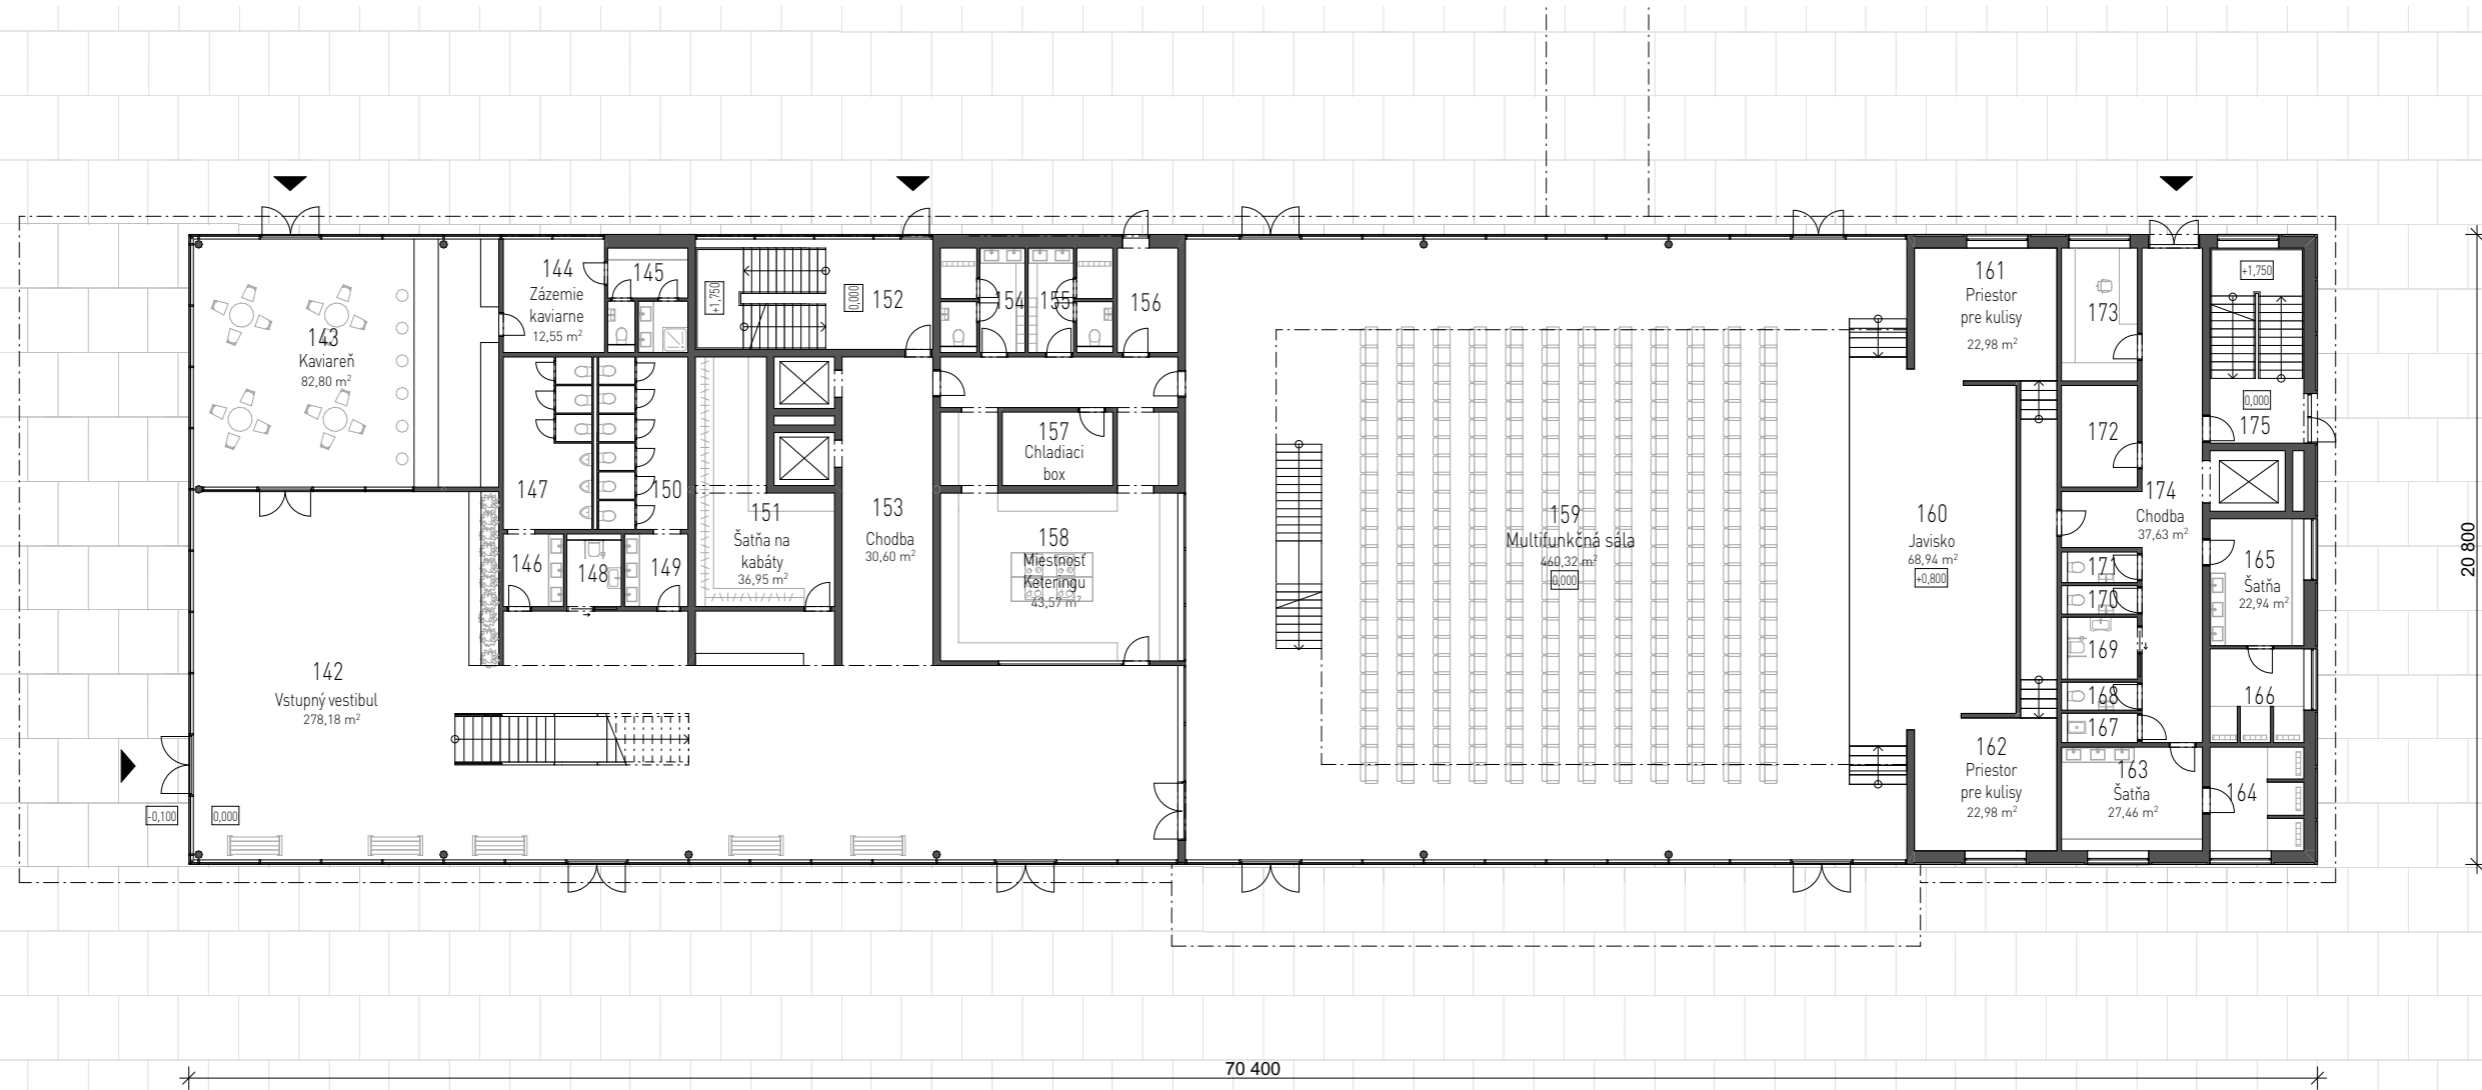 143
Kaviareň
82,80 m²
144
Zázemie
kaviarne
12,55 m²
145
+1,750
0,000
152
154
155
156
147
150
146
148
149
151
Šatňa na
kabáty
36,95 m²
153
Chodba
30,60 m²
157
Chladiaci
box
158
Miestnosť
Keteringu
43,57 m²
142
Vstupný vestibul
278,18 m²
-0,100
0,000
159
Multifunkčná sála
460,32 m²
0,000
160
Javisko
68,94 m²
+0,800
161
Priestor
pre kulisy
22,98 m²
162
Priestor
pre kulisy
22,98 m²
173
172
174
Chodba
37,63 m²
171
170
169
168
167
163
Šatňa
27,46 m²
164
+1,750
0,000
175
165
Šatňa
22,94 m²
166
20 800
70 400